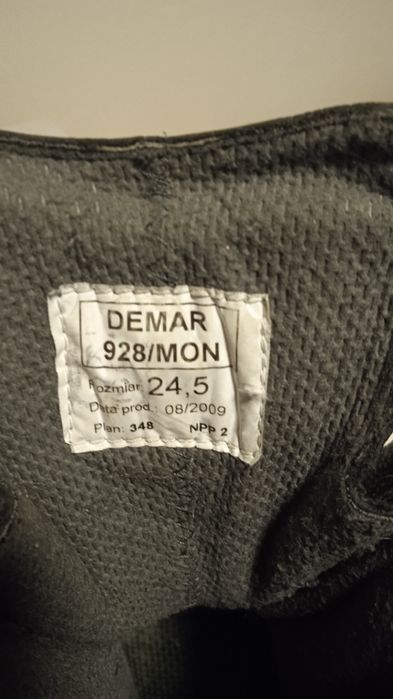 DEMAR
928/MON
Rozmiar: 24,5
Data prod.: 08/2009
Plan: 348 NPP 2